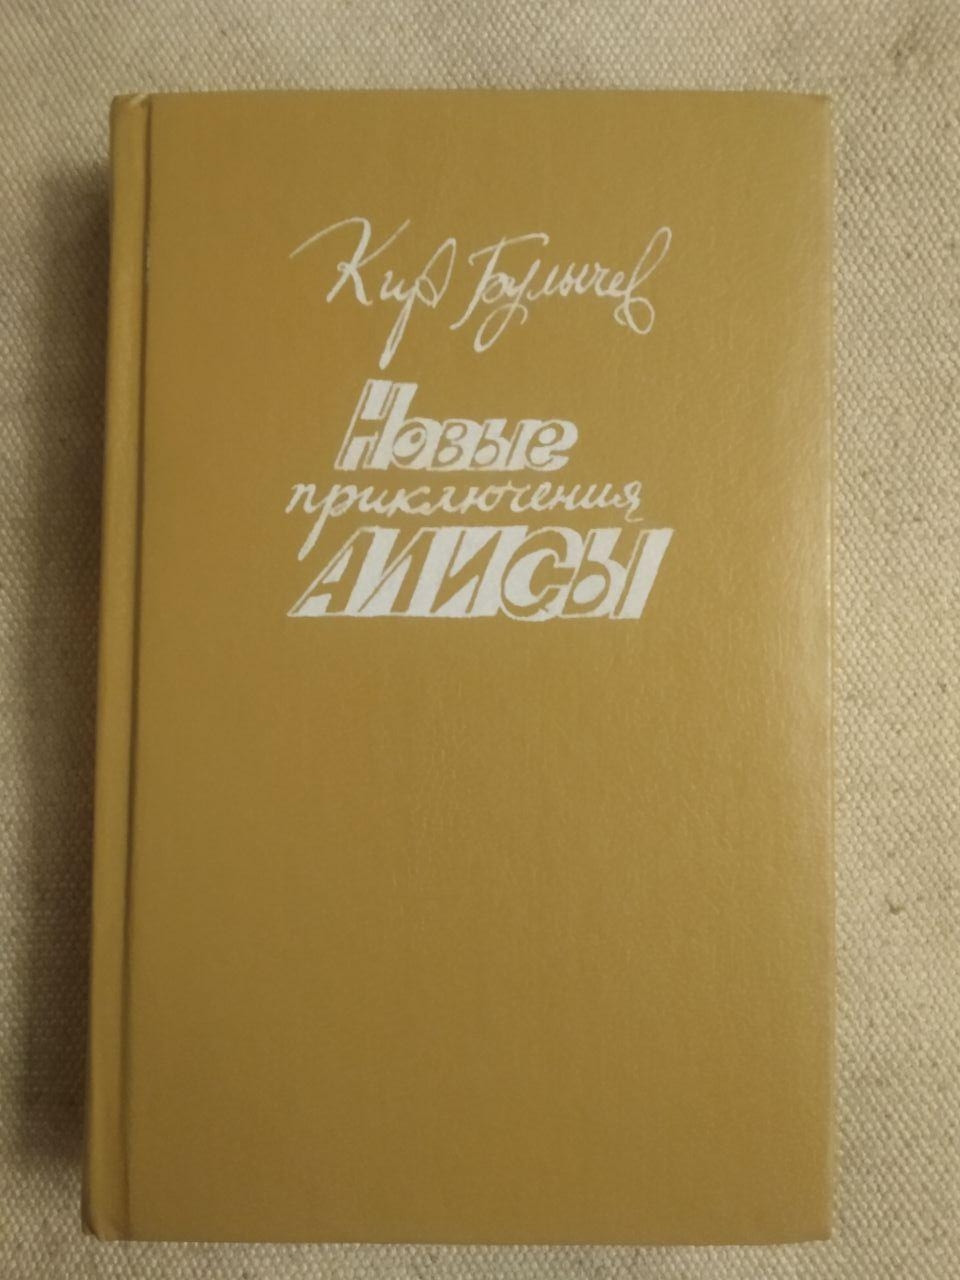 Кир Булычев
Новые
приключения
АЛИСЫ